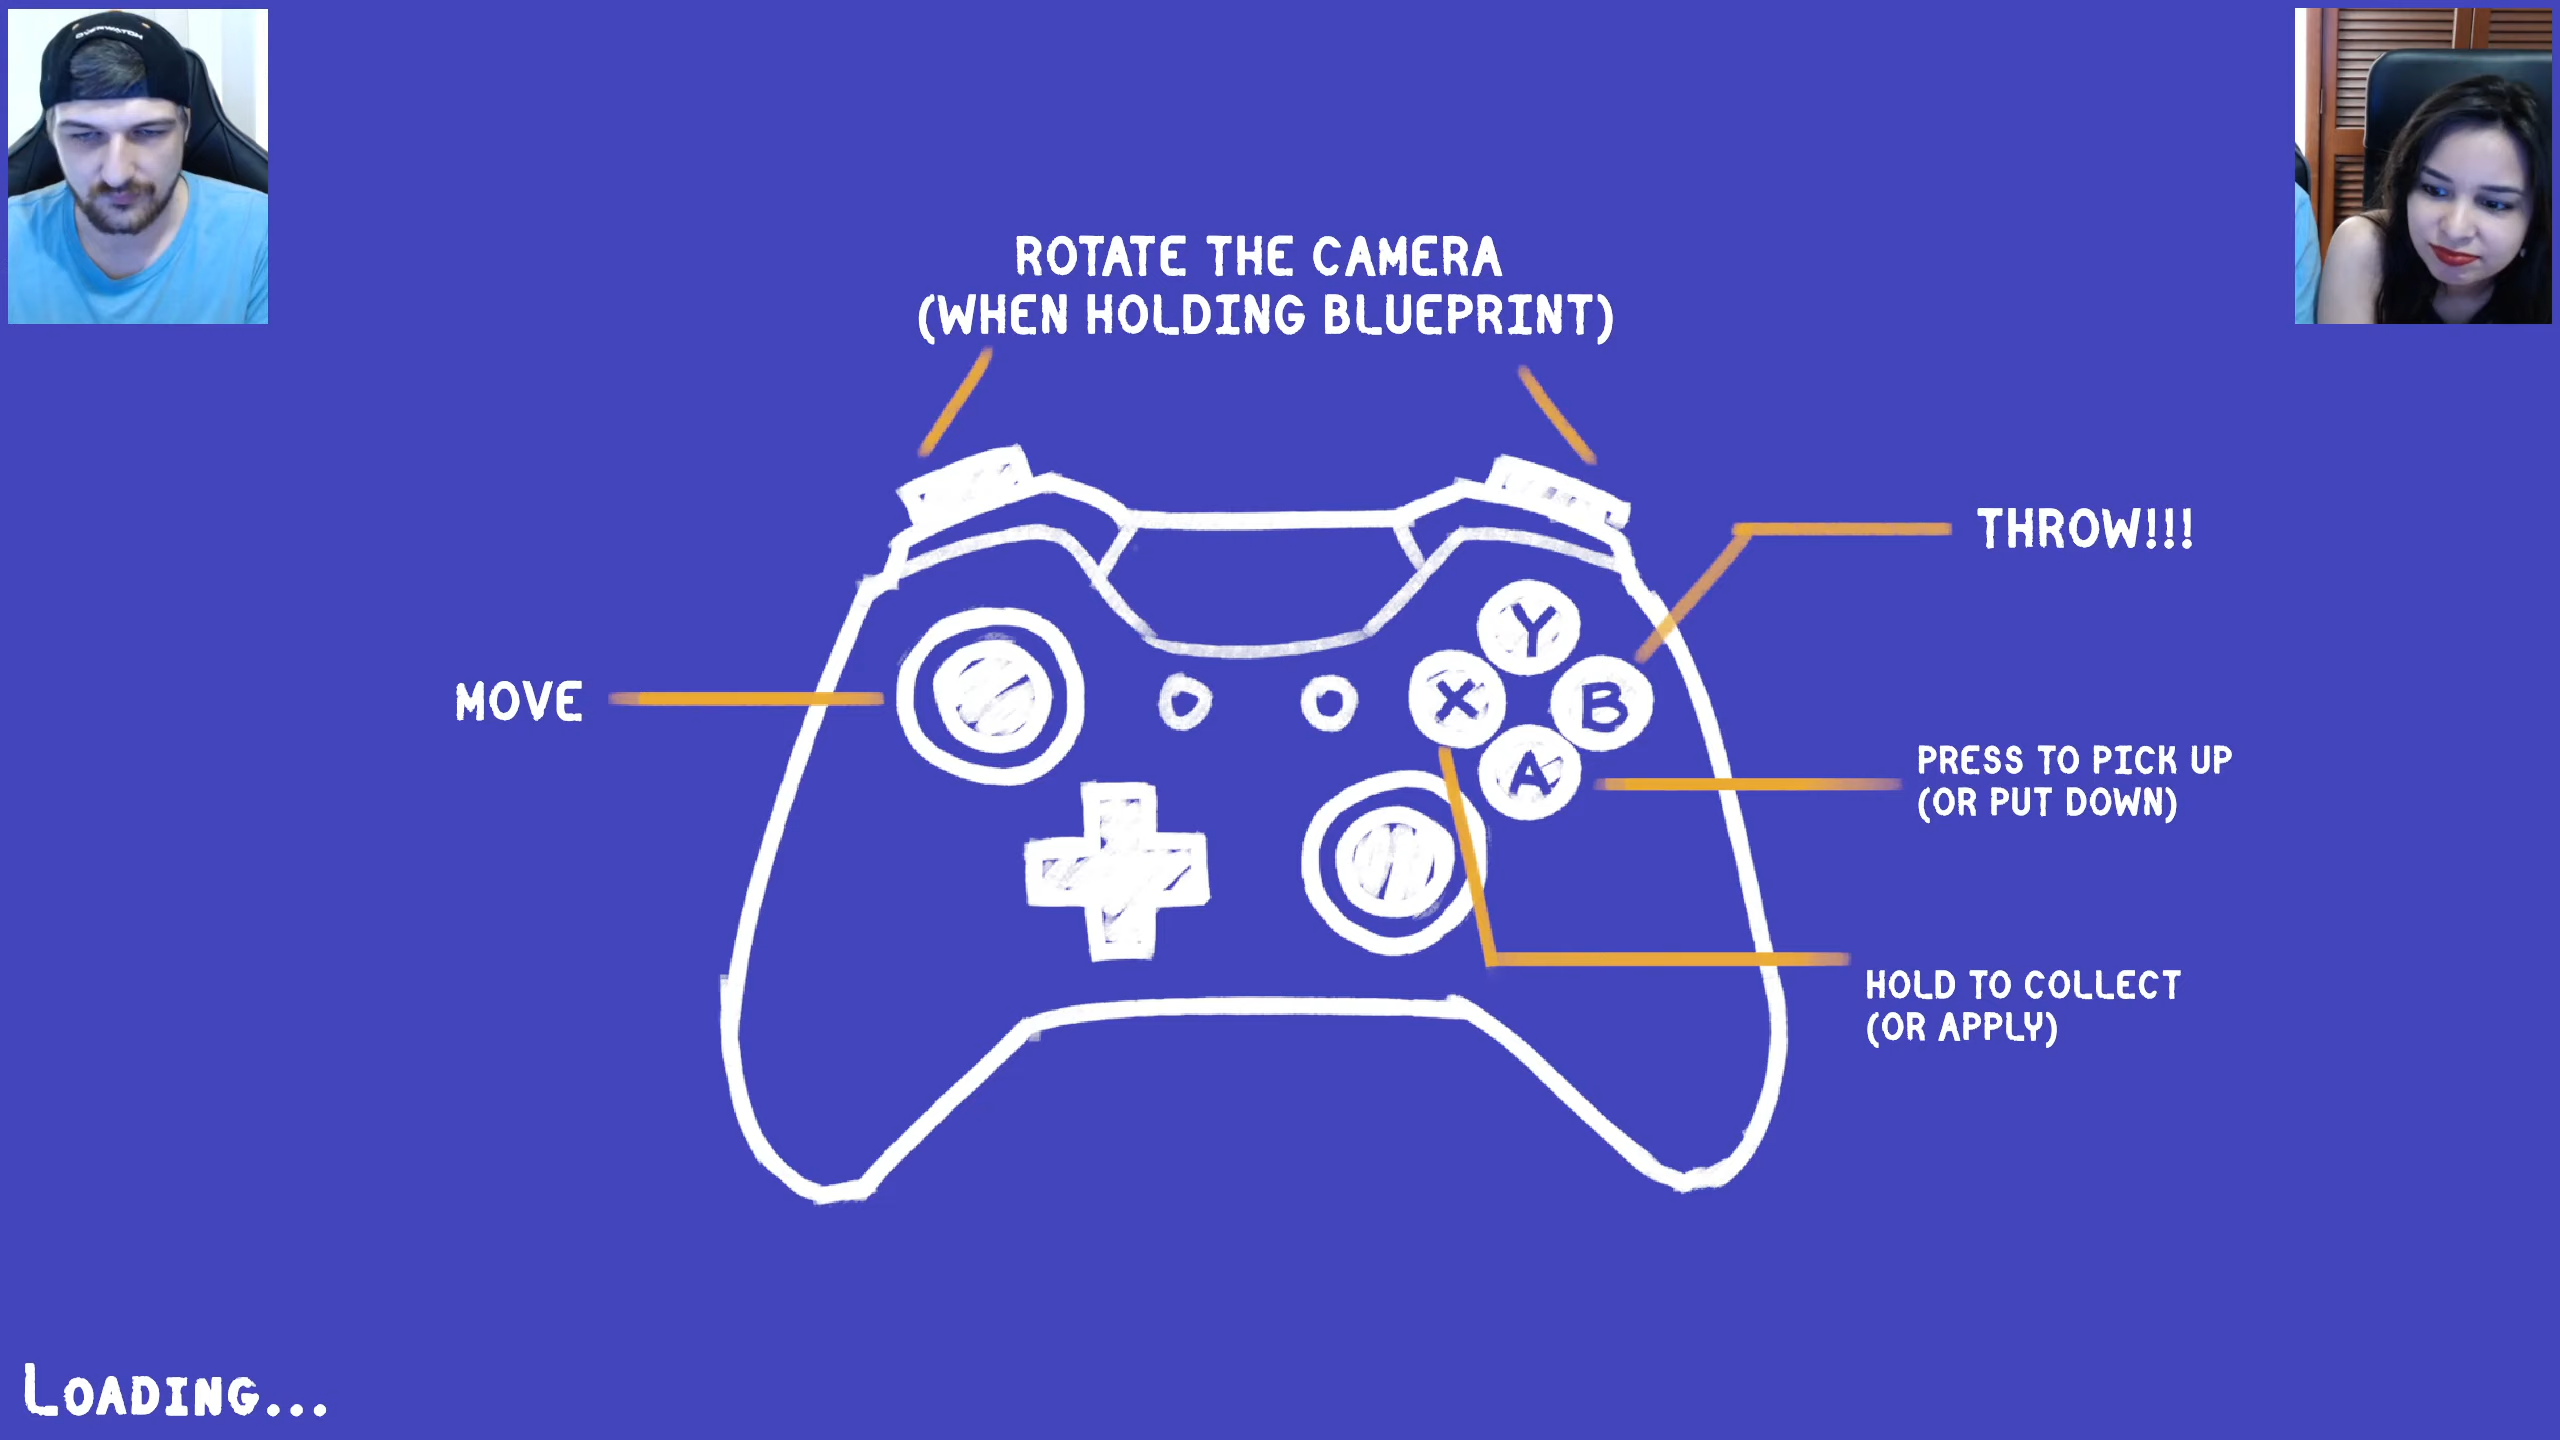 OVERWATCH
ROTATE THE CAMERA
(WHEN HOLDING BLUEPRINT)
THROW!!!
Y
X
B
A
MOVE
PRESS TO PICK UP
(OR PUT DOWN)
HOLD TO COLLECT
(OR APPLY)
LOADING...